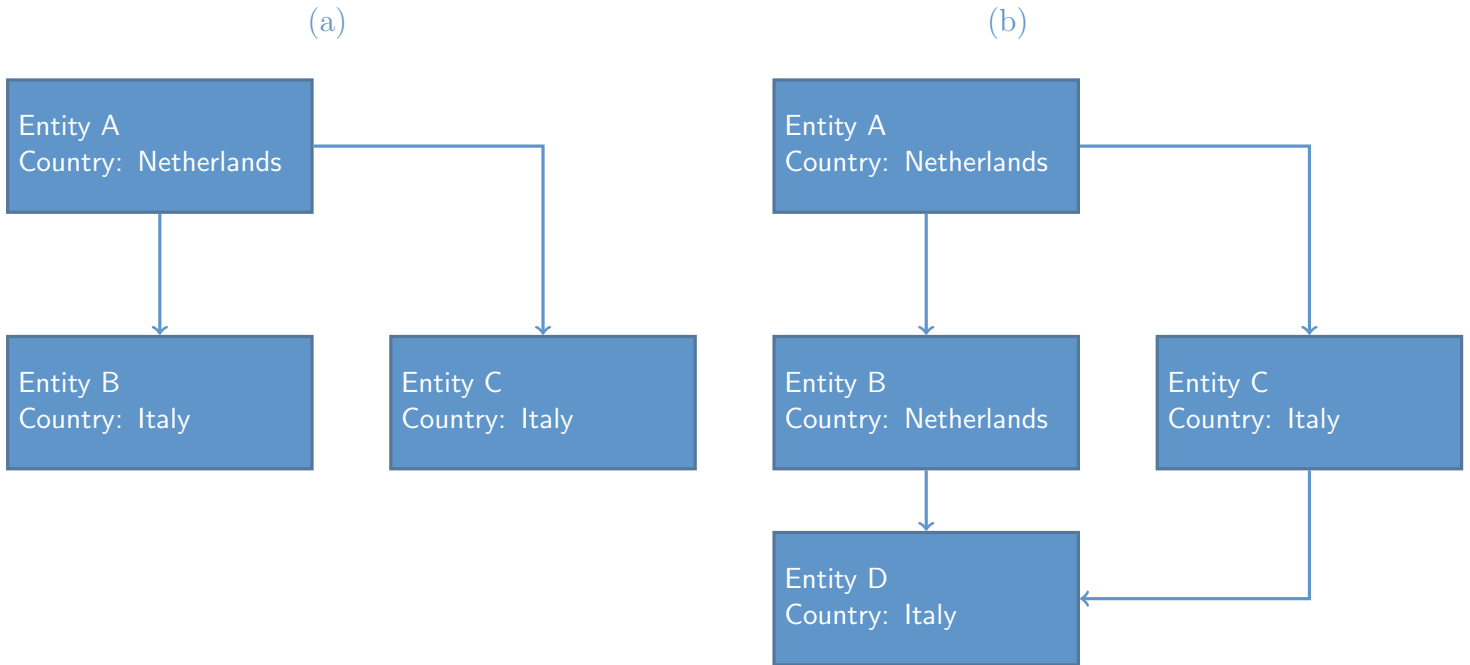 (a)
Entity A
Country: Netherlands
Entity B
Country: Italy
Entity C
Country: Italy
(b)
Entity A
Country: Netherlands
Entity B
Country: Netherlands
Entity C
Country: Italy
Entity D
Country: Italy